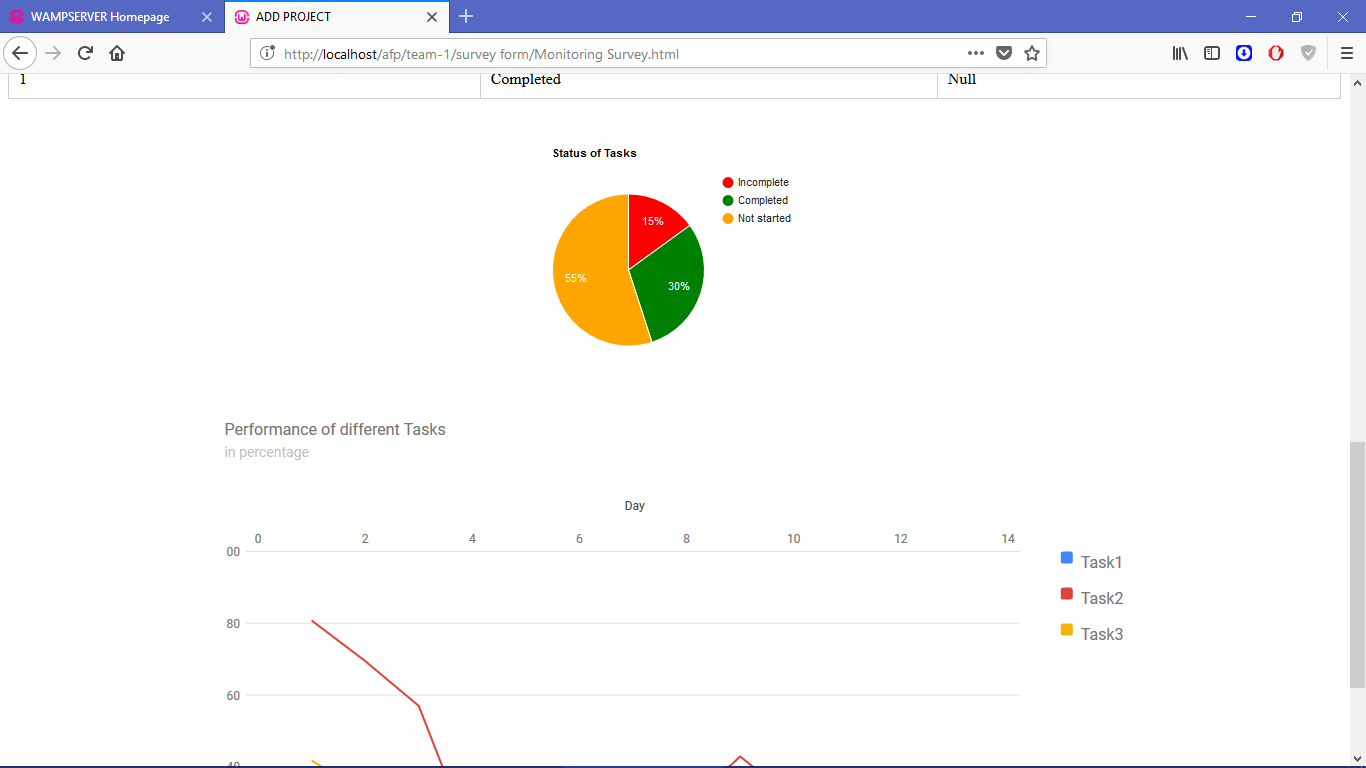 WAMPSERVER Homepage
ADD PROJECT
http://localhost/afp/team-1/survey form/Monitoring Survey.html
1 Completed Null
Status of Tasks
Incomplete
Completed
Not started
15%
55%
30%
Performance of different Tasks
in percentage
Day
0 2 4 6 8 10 12 14
00
Task1
Task2
80
Task3
60
40